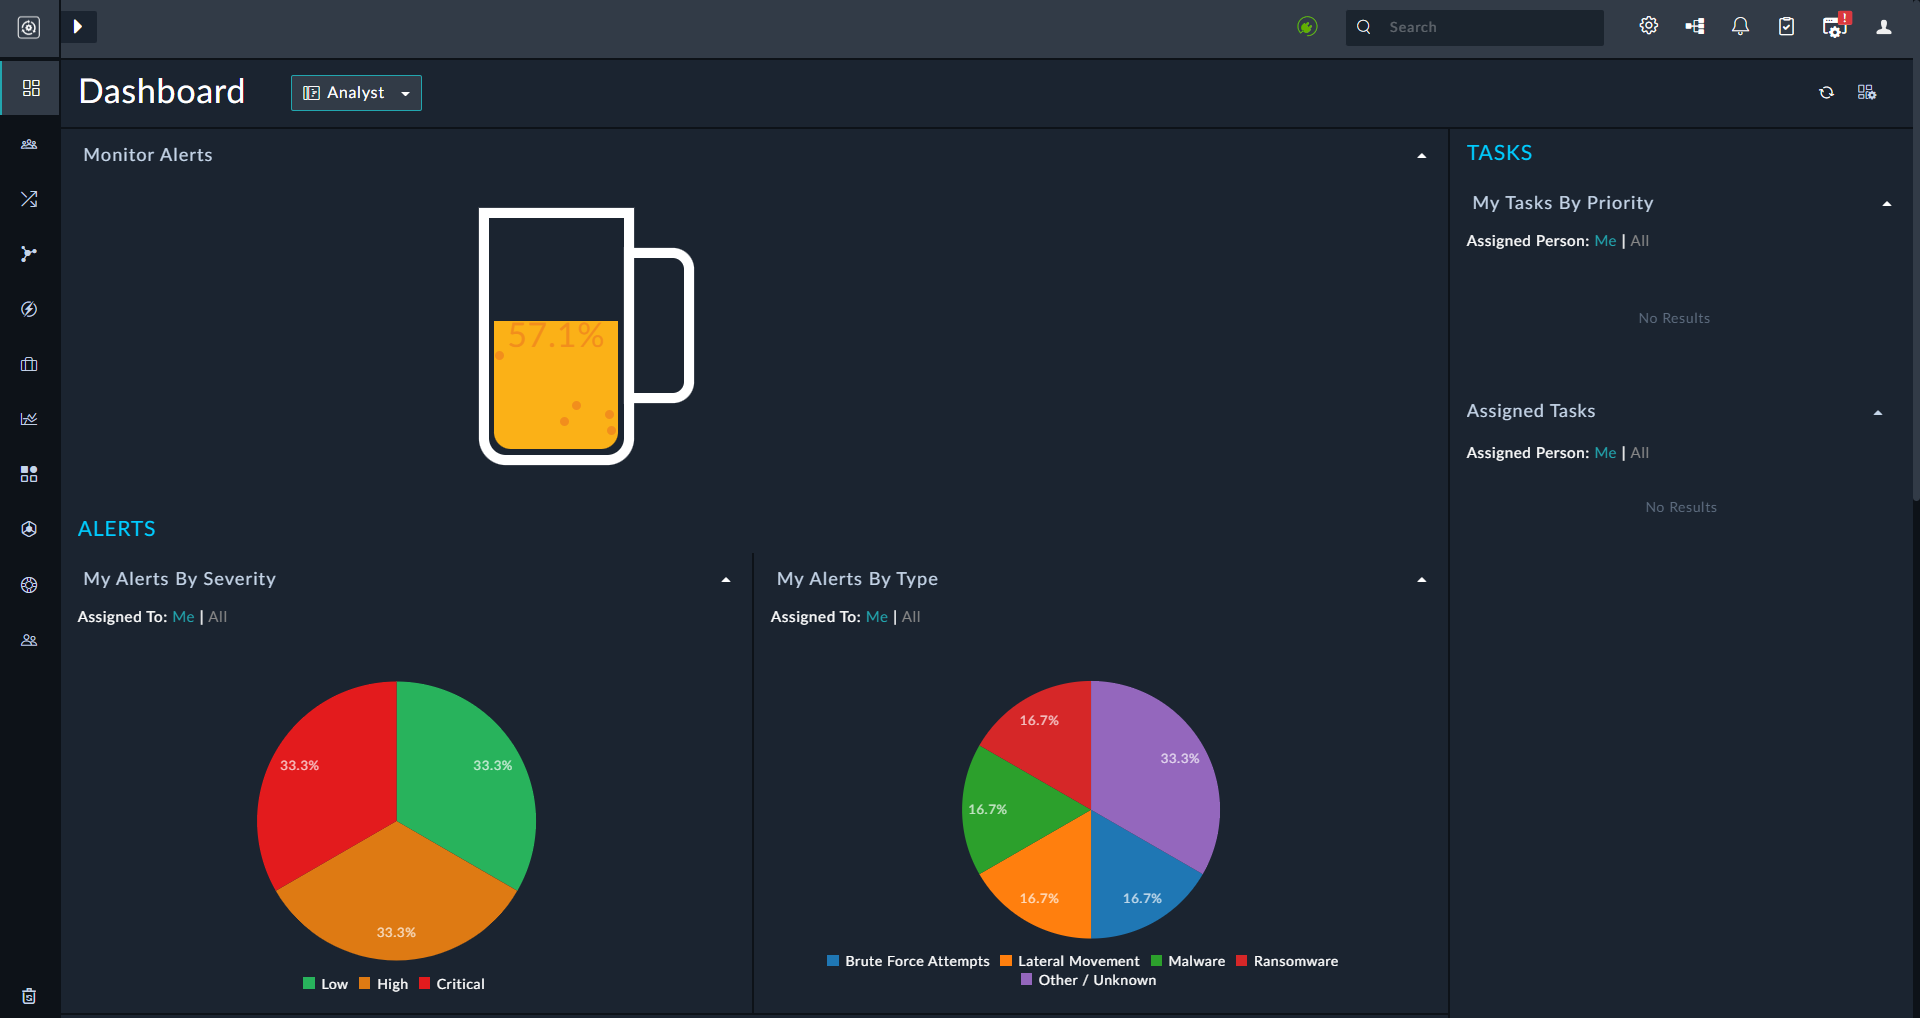 Search
!
Dashboard
Analyst
Monitor Alerts
57.1%
ALERTS
My Alerts By Severity
Assigned To: Me | All
33.3%
33.3%
33.3%
Low High Critical
My Alerts By Type
Assigned To: Me | All
16.7%
33.3%
16.7%
16.7%
16.7%
Brute Force Attempts Lateral Movement Malware Ransomware
Other / Unknown
TASKS
My Tasks By Priority
Assigned Person: Me | All
No Results
Assigned Tasks
Assigned Person: Me | All
No Results